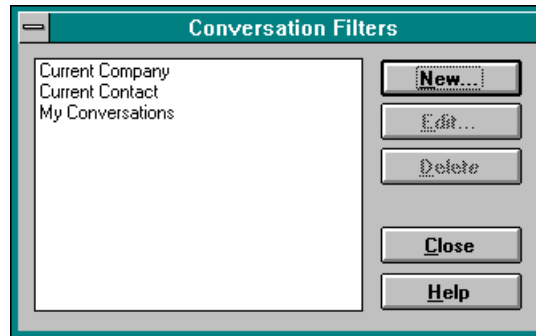 Conversation Filters
Current Company
Current Contact
My Conversations
New...
Edit...
Delete
Close
Help